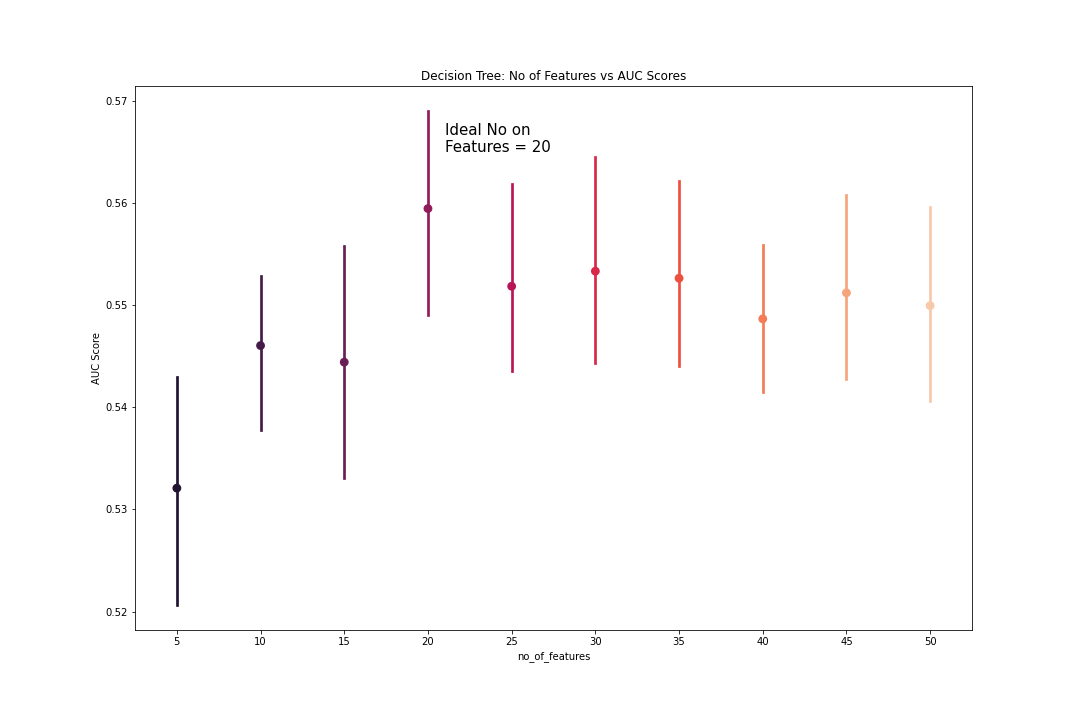 Decision Tree: No of Features vs AUC Scores
0.57
0.56
0.55
0.54
0.53
0.52
AUC Score
Ideal No on
Features = 20
5 10 15 20 25 30 35 40 45 50
no_of_features